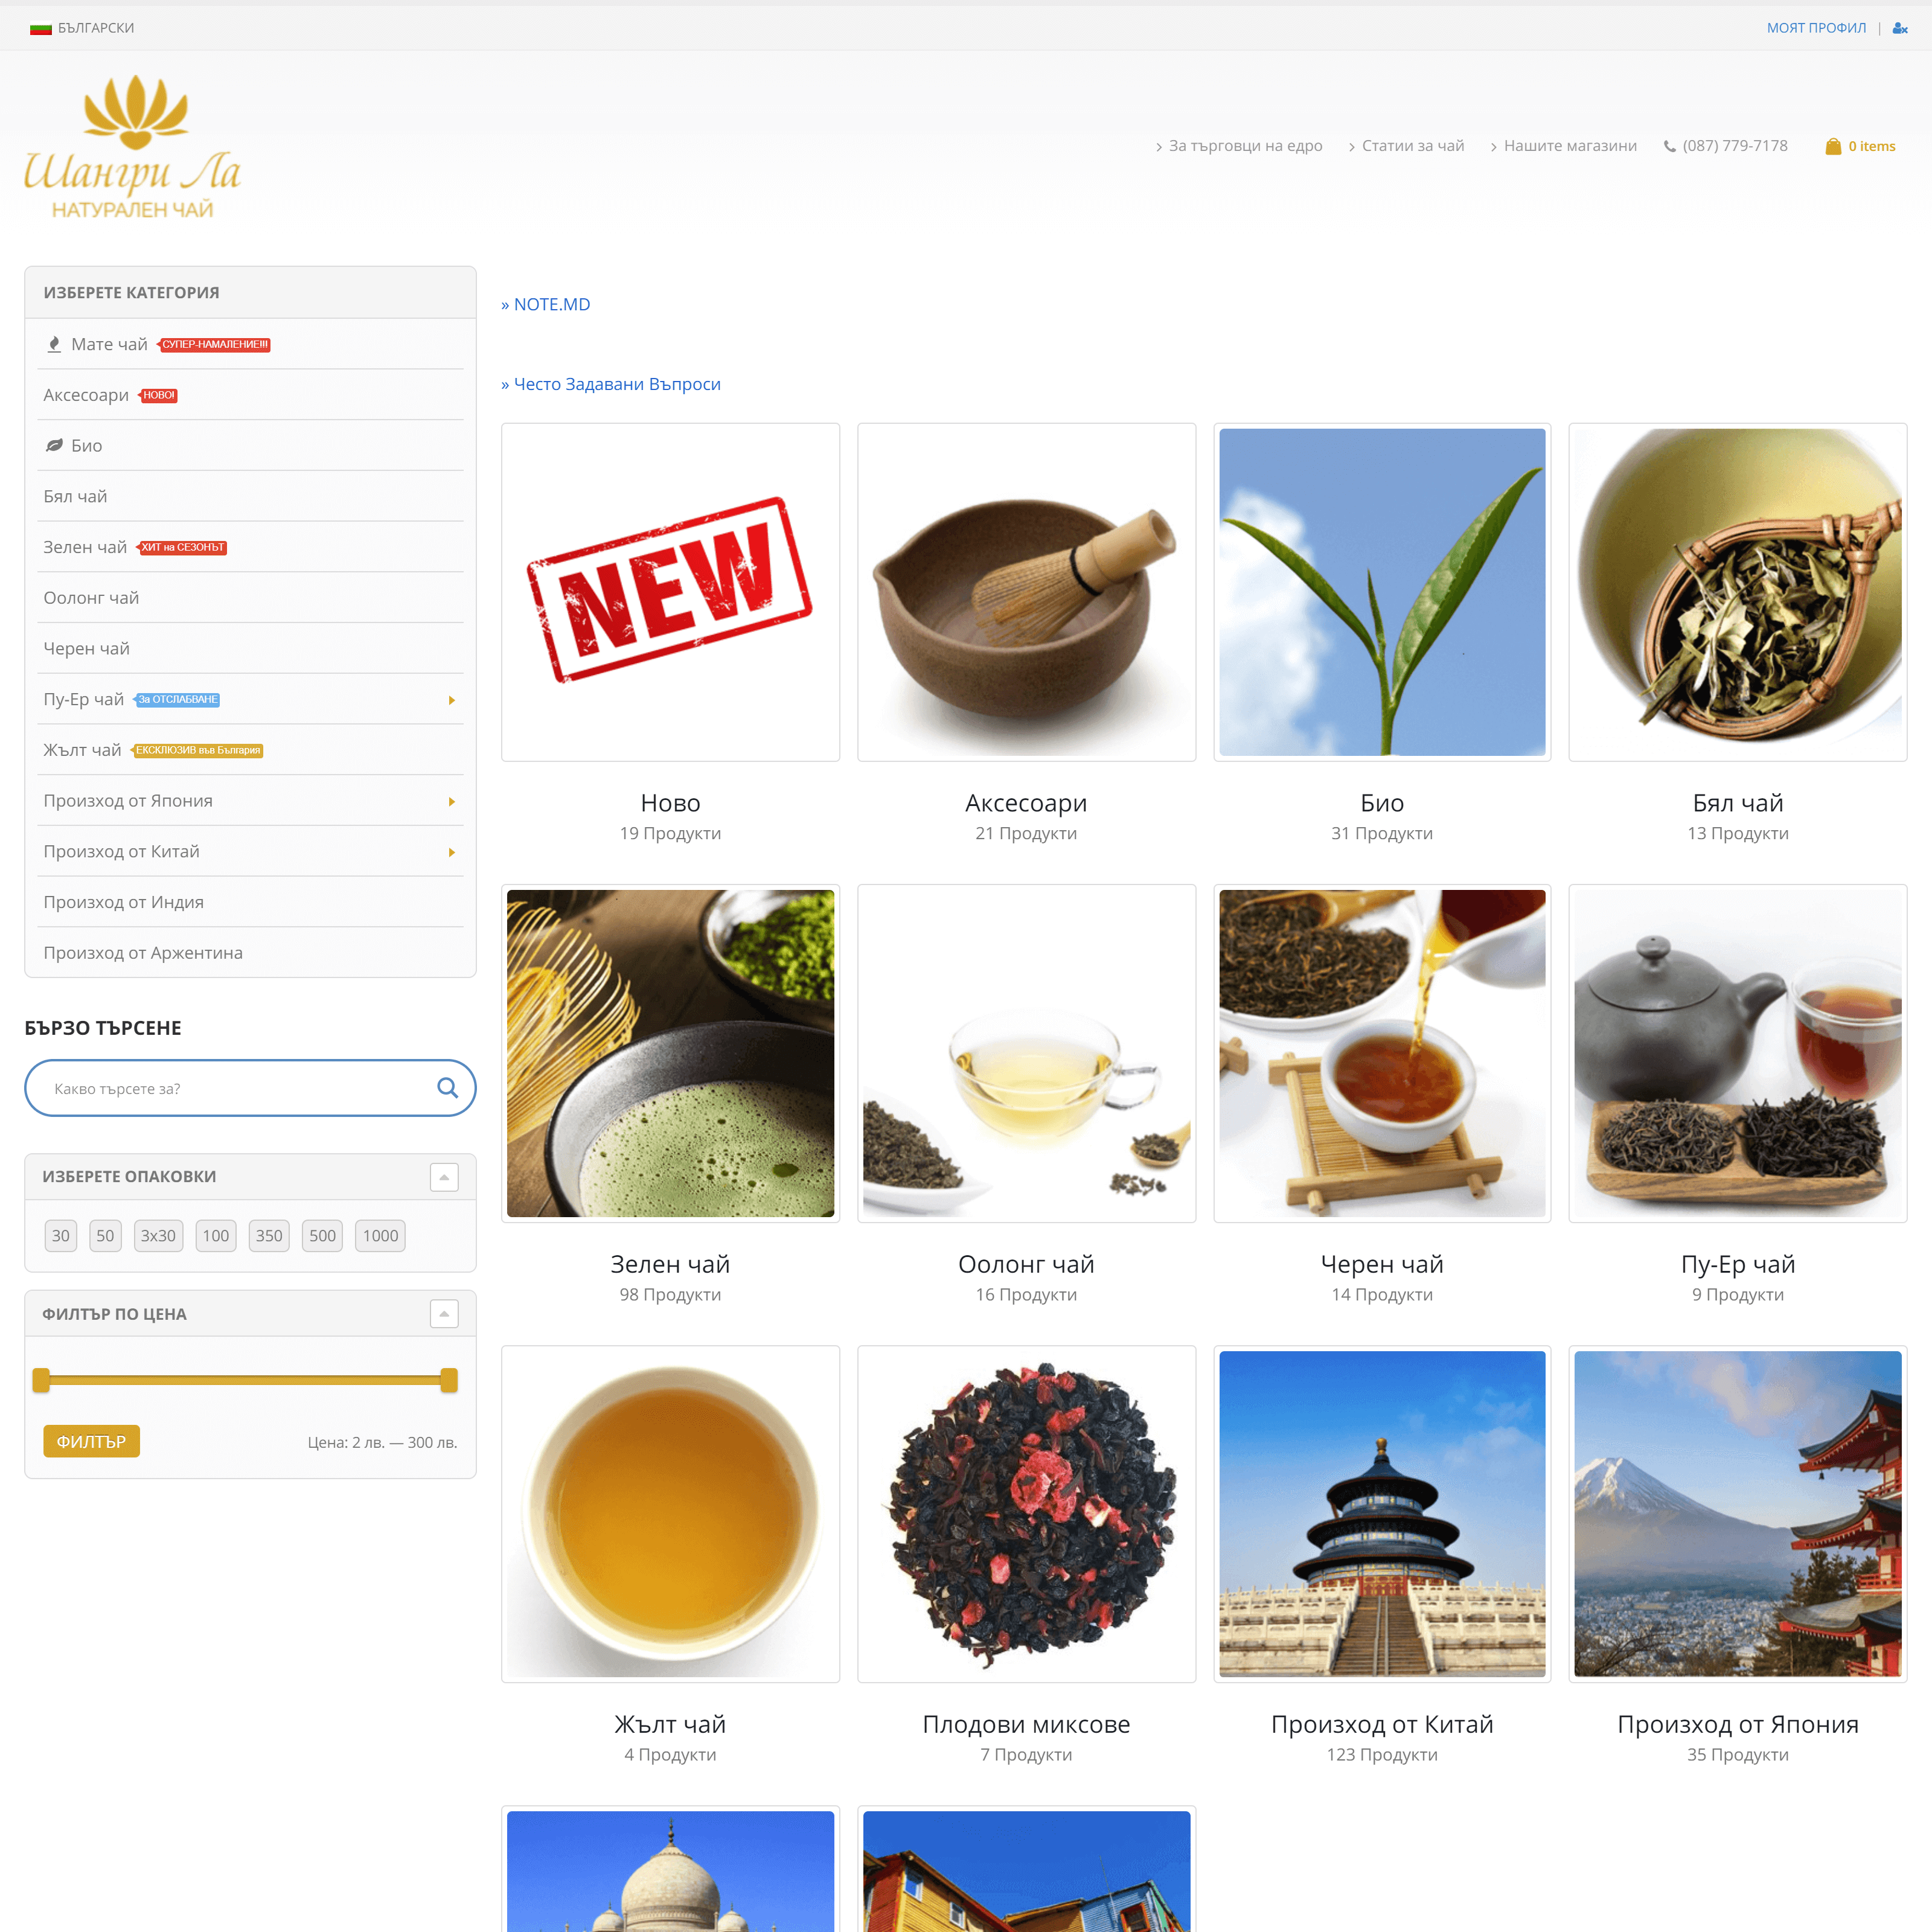 БЪЛГАРСКИ
МОЯТ ПРОФИЛ |
Шангри Ла
НАТУРАЛЕН ЧАЙ
За търговци на едро
Статии за чай
Нашите магазини
(087) 779-7178
0 items
ИЗБЕРЕТЕ КАТЕГОРИЯ
Мате чай СУПЕР-НАМАЛЕНИЕ!!!
Аксесоари НОВО!
Био
Бял чай
Зелен чай ХИТ на СЕЗОНЪТ
Оолонг чай
Черен чай
Пу-Ер чай За ОТСЛАБВАНЕ
Жълт чай ЕКСКЛЮЗИВ във България
Произход от Япония
Произход от Китай
Произход от Индия
Произход от Аржентина
БЪРЗО ТЪРСЕНЕ
Какво търсете за?
ИЗБЕРЕТЕ ОПАКОВКИ
30 50 3x30 100 350 500 1000
ФИЛТЪР ПО ЦЕНА
ФИЛТЪР
Цена: 2 лв. — 300 лв.
» NOTE.MD
» Често Задавани Въпроси
NEW
Ново
19 Продукти
Аксесоари
21 Продукти
Био
31 Продукти
Бял чай
13 Продукти
Зелен чай
98 Продукти
Оолонг чай
16 Продукти
Черен чай
14 Продукти
Пу-Ер чай
9 Продукти
Жълт чай
4 Продукти
Плодови миксове
7 Продукти
Произход от Китай
123 Продукти
Произход от Япония
35 Продукти